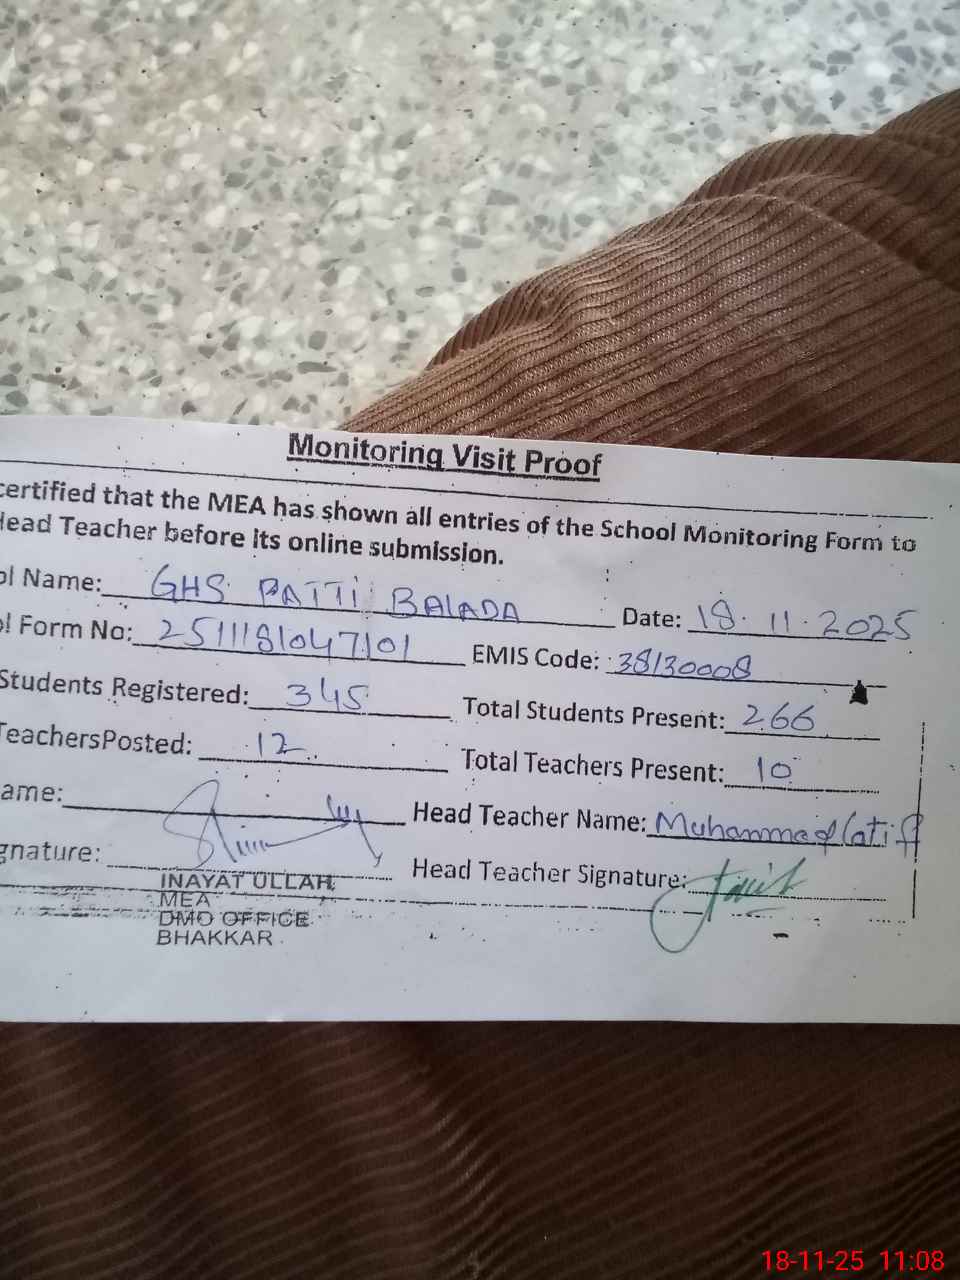 Monitoring Visit Proof
certified that the MEA has shown all entries of the School Monitoring Form to
Head Teacher before its online submission.
ol Name: GHS PATTI BALADA Date: 18.11.2025
ol Form No: 2511181047101 EMIS Code: 38130008
Students Registered: 345 Total Students Present: 266
TeachersPosted: 12 Total Teachers Present: 10
ame: Head Teacher Name: Muhammad latif
gnature: Head Teacher Signature:
INAYAT ULLAH
MEA
DMO OFFICE
BHAKKAR
18-11-25 11:08